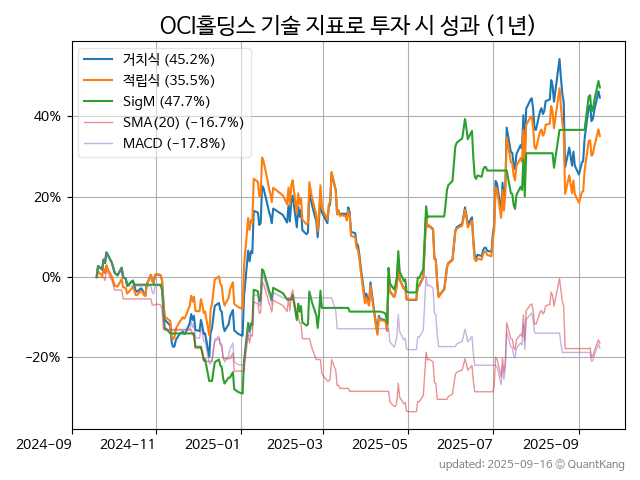 OCI홀딩스 기술 지표로 투자 시 성과 (1년)
거치식 (45.2%)
적립식 (35.5%)
SigM (47.7%)
SMA(20) (−16.7%)
MACD (−17.8%)
40%
20%
0%
−20%
2024-09 2024-11 2025-01 2025-03 2025-05 2025-07 2025-09
updated: 2025-09-16 © QuantKang